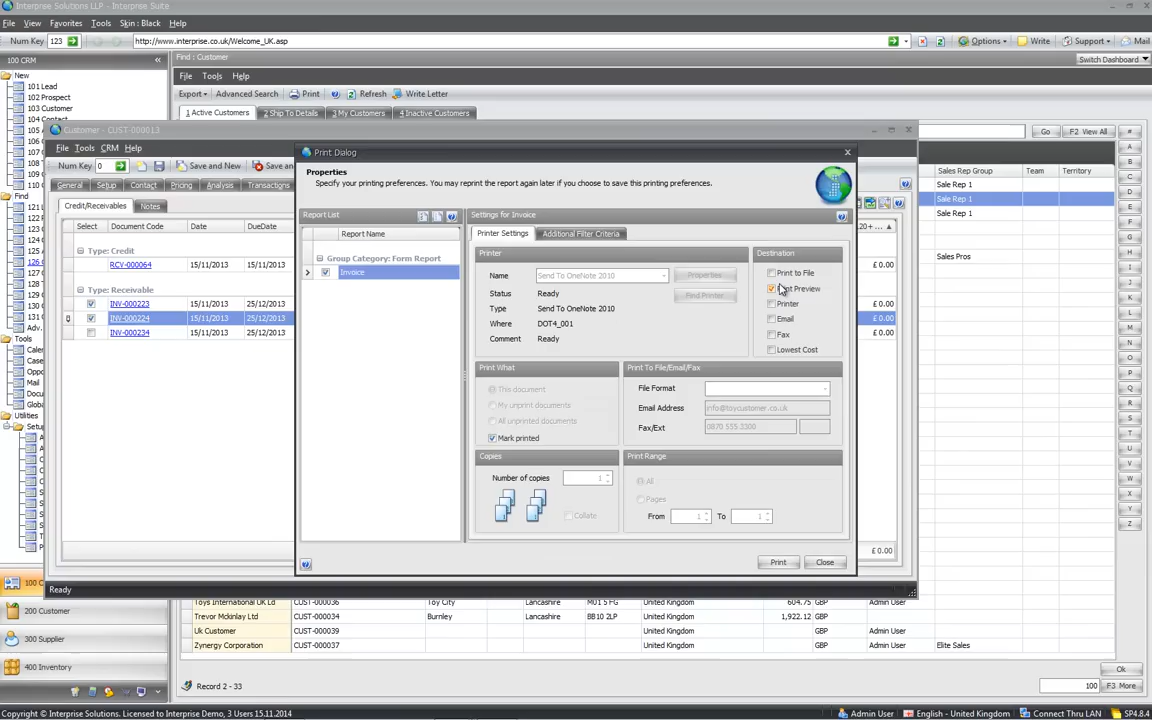 Interprise Solutions LLP - Interprise Suite
File View Favorites Tools Skin : Black Help
Num Key 123 http://www.interprise.co.uk/Welcome_UK.asp Options Write Support Mail
100 CRM «
Find : Customer
Switch Dashboard
File Tools Help
Export Advanced Search Print Refresh Write Letter
1 Active Customers 2 Ship To Details 3 My Customers 4 Inactive Customers
New
101 Lead
102 Prospect
103 Customer
104 Contact
Find
Tools
Utilities
Go F2 View All
Sales Rep Group Team Territory
Sale Rep 1
Sale Rep 1
Sale Rep 1
Sales Pros
#
A
B
C
D
E
F
G
H
I
J
K
L
M
N
O
P
Q
R
S
T
U
V
W
X
Y
Z
Customer - CUST-000013
File Tools CRM Help
Num Key 0 Save and New Save an
General Setup Contact Pricing Analysis Transactions
Credit/Receivables Notes
Select Document Code Date DueDate
Type: Credit
RCV-000064 15/11/2013 15/11/2013 £ 0.00
Type: Receivable
INV-000223 15/11/2013 25/12/2013 £ 0.00
INV-000224 15/11/2013 25/12/2013 £ 0.00
INV-000234 15/11/2013 25/12/2013 £ 0.00
£ 0.00
Ready
Print Dialog
Properties
Specify your printing preferences. You may reprint the report again later if you choose to save this printing preferences.
Report List
Report Name
Group Category: Form Report
Invoice
Settings for Invoice
Printer Settings Additional Filter Criteria
Printer
Name Send To OneNote 2010 Properties
Status Ready Find Printer
Type Send To OneNote 2010
Where DOT4_001
Comment Ready
Destination
Print to File
Preview
Printer
Email
Fax
Lowest Cost
Print What
This document
My unprint documents
All unprinted documents
Mark printed
Print To File/Email/Fax
File Format
Email Address info@toycustomer.co.uk
Fax/Ext 0870 555 3300
Copies
Number of copies 1
Collate
Print Range
All
Pages
From 1 To 1
Print Close
Toys International UK Ltd CUST-000036 Toy City Lancashire M01 5 FG United Kingdom 604.75 GBP Admin User
Trevor Mckinlay Ltd CUST-000034 Burnley Lancashire BB10 2LP United Kingdom 1,922.12 GBP
Uk Customer CUST-000039 United Kingdom GBP Admin User
Zynergy Corporation CUST-000037 United Kingdom GBP Elite Sales
200 Customer
300 Supplier
400 Inventory
Ok
Record 2 - 33 100 F3 More
Copyright © Interprise Solutions. Licensed to Interprise Demo, 3 Users 15.11.2014 Admin User English - United Kingdom Connect Thru LAN SP4.8.4